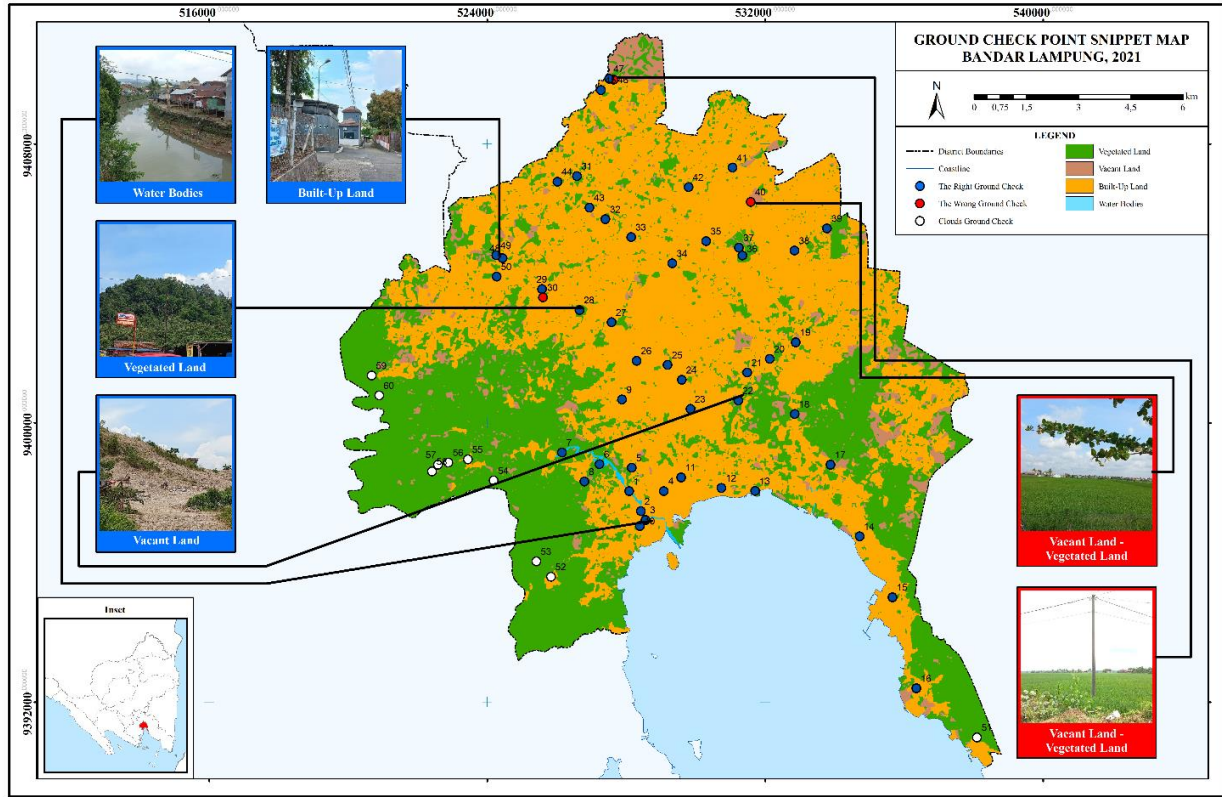 516000
524000
532000
540000
9408000
9400000
9392000
GROUND CHECK POINT SNIPPET MAP
BANDAR LAMPUNG, 2021
N
km
0 0,75 1,5 3 4,5 6
LEGEND
District Boundaries
Coastline
The Right Ground Check
The Wrong Ground Check
Clouds Ground Check
Vegetated Land
Vacant Land
Built-Up Land
Water Bodies
Water Bodies
Built-Up Land
Vegetated Land
Vacant Land
Vacant Land -
Vegetated Land
Vacant Land -
Vegetated Land
Inset
47
41
31
44
42
40
43
32
39
33
35
37
36
38
49
34
50
29
30
28
27
19
26
25
20
59
24
21
60
9
22
23
18
7
55
56
57
6
5
17
54
8
11
1
4
12
13
2
3
14
53
52
15
16
51